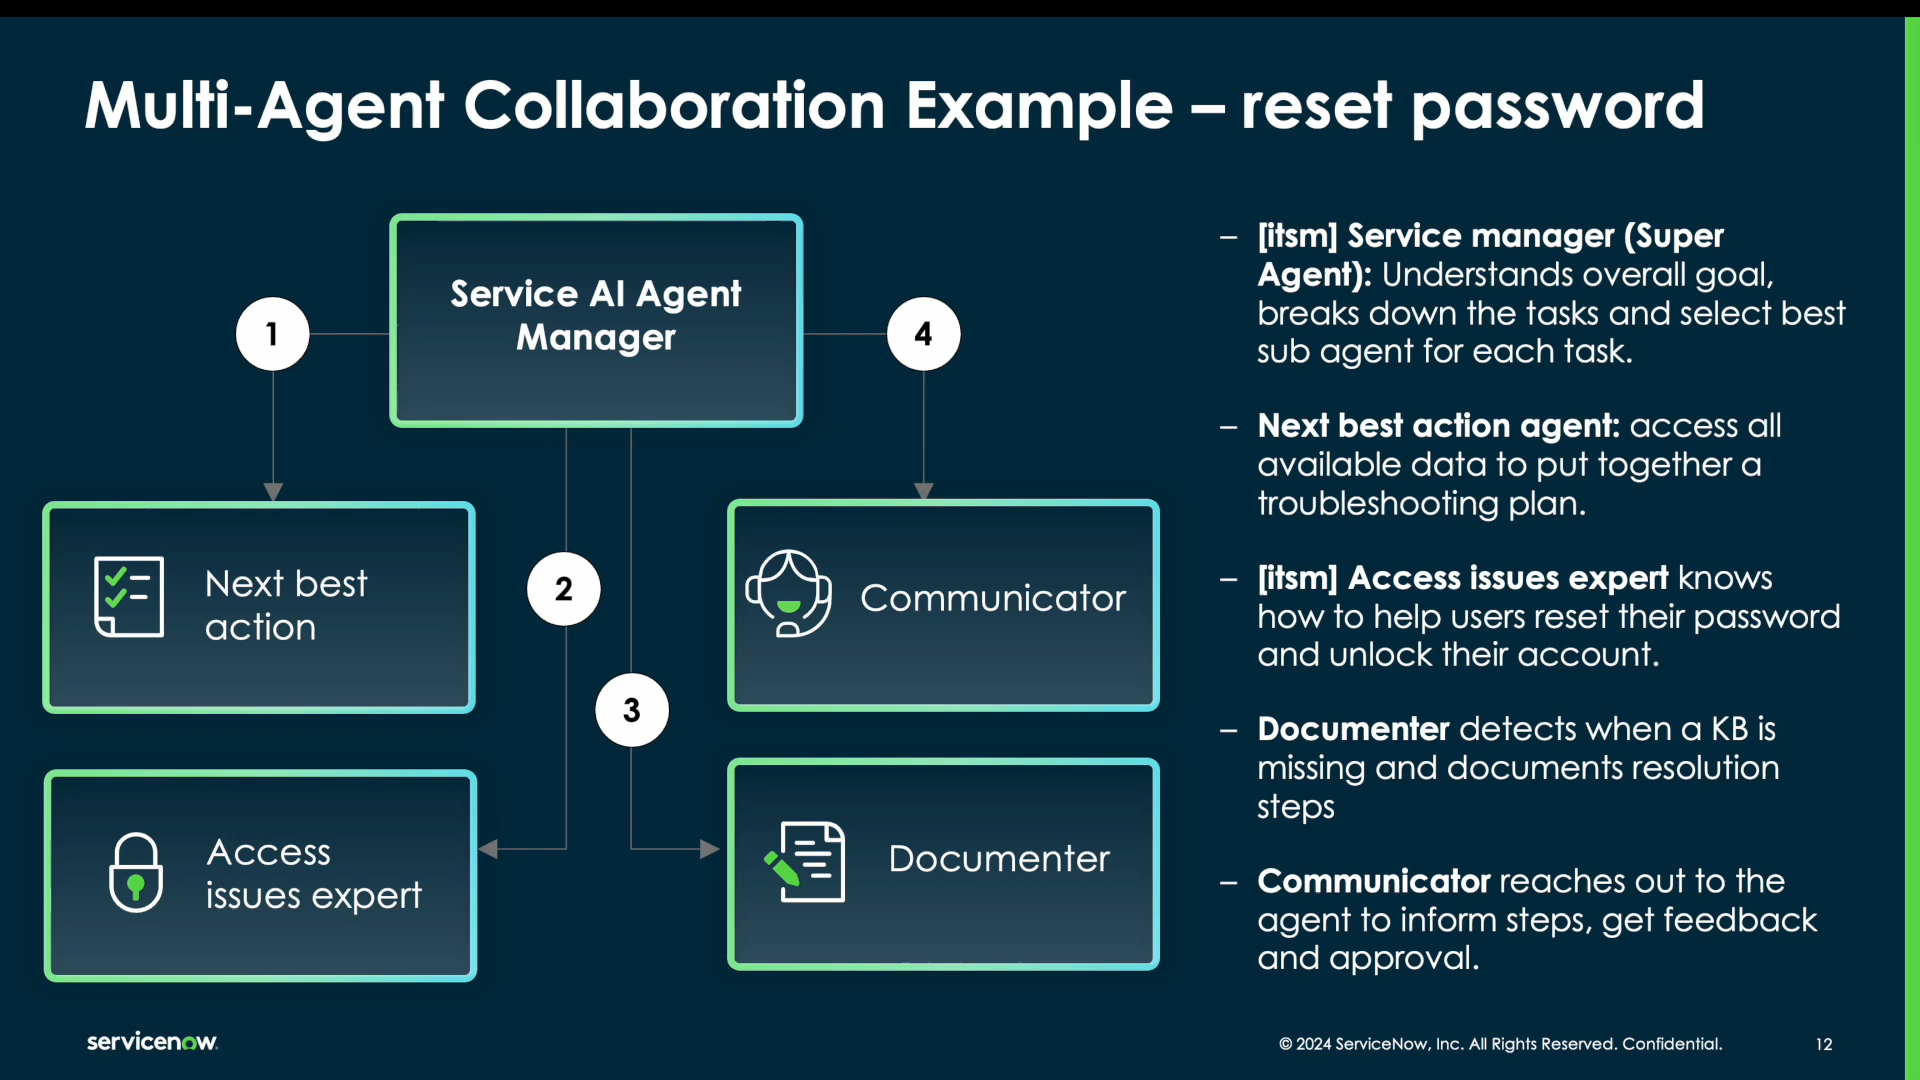 Multi-Agent Collaboration Example – reset password
Service AI Agent
Manager
1
4
Next best
action
2
Communicator
3
Access
issues expert
Documenter
– [itsm] Service manager (Super
Agent): Understands overall goal,
breaks down the tasks and select best
sub agent for each task.
– Next best action agent: access all
available data to put together a
troubleshooting plan.
– [itsm] Access issues expert knows
how to help users reset their password
and unlock their account.
– Documenter detects when a KB is
missing and documents resolution
steps
– Communicator reaches out to the
agent to inform steps, get feedback
and approval.
servicenow
© 2024 ServiceNow, Inc. All Rights Reserved. Confidential.
12